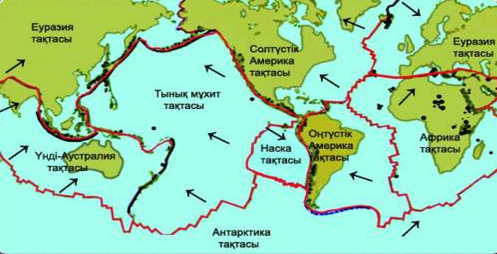 Еуразия
тақтасы
Солтүстік
Америка
тақтасы
Еуразия
тақтасы
Тынық мұхит
тақтасы
Үнді-Аустралия
тақтасы
Наска
тақтасы
Оңтүстік
Америка
тақтасы
Африка
тақтасы
Антарктика
тақтасы